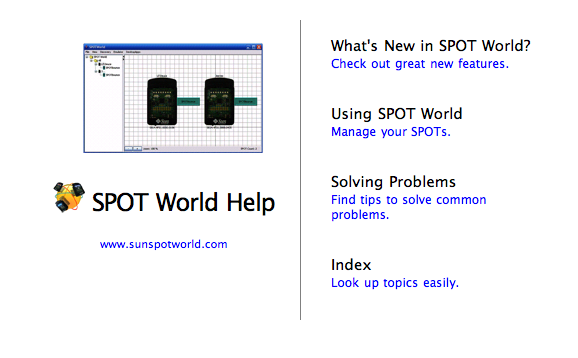 SPOT World Help
www.sunspotworld.com
What's New in SPOT World?
Check out great new features.
Using SPOT World
Manage your SPOTs.
Solving Problems
Find tips to solve common
problems.
Index
Look up topics easily.